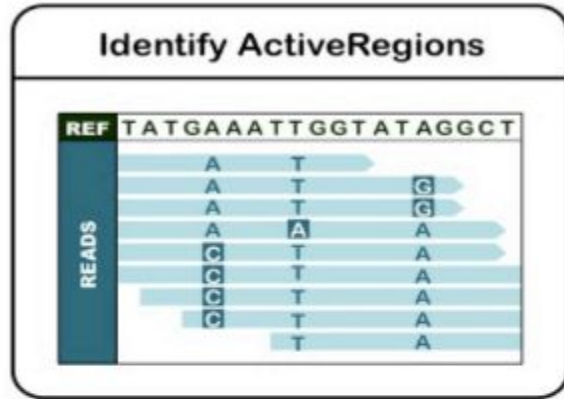 Identify ActiveRegions
REF TATGAAATTGGTATAGGCT
READS
A T
A T G
A T G
A A A
C T A
C T A
C T A
C T A
T A